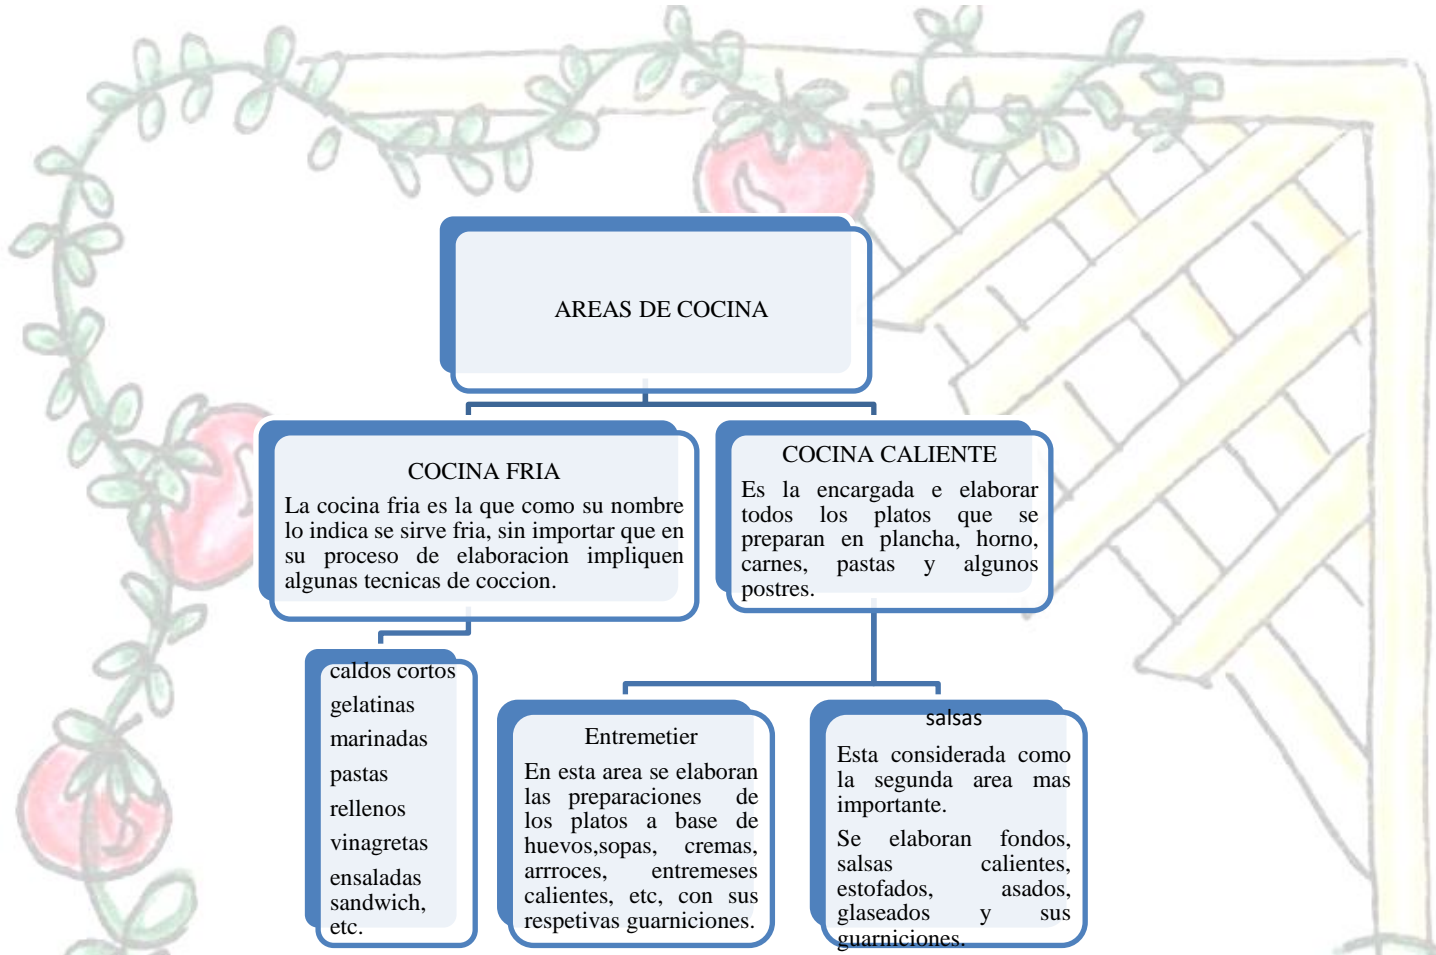 AREAS DE COCINA
COCINA FRIA
La cocina fria es la que como su nombre
lo indica se sirve fria, sin importar que en
su proceso de elaboracion impliquen
algunas tecnicas de coccion.
COCINA CALIENTE
Es la encargada e elaborar
todos los platos que se
preparan en plancha, horno,
carnes, pastas y algunos
postres.
caldos cortos
gelatinas
marinadas
pastas
rellenos
vinagretas
ensaladas
sandwich,
etc.
Entremetier
En esta area se elaboran
las preparaciones de
los platos a base de
huevos,sopas, cremas,
arrroces, entremeses
calientes, etc, con sus
respetivas guarniciones.
salsas
Esta considerada como
la segunda area mas
importante.
Se elaboran fondos,
salsas calientes,
estofados, asados,
glaseados y sus
guarniciones.